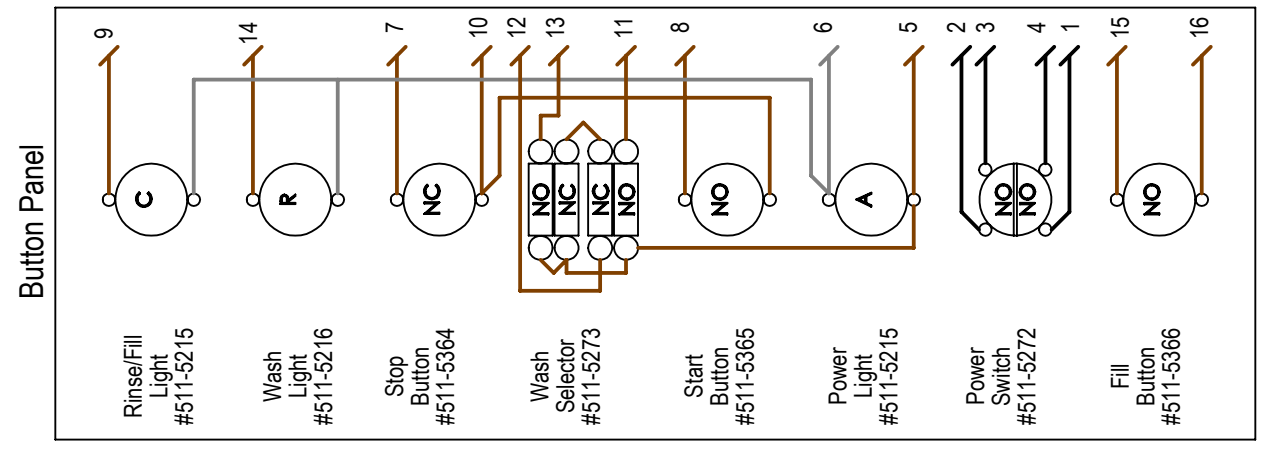 Button Panel
9
14
7
10
12
13
11
8
6
5
2
3
4
1
15
16
C
R
NC
NO
NC
NC
NO
NO
A
NO
NO
NO
Rinse/Fill
Light
#511-5215
Wash
Light
#511-5216
Stop
Button
#511-5364
Wash
Selector
#511-5273
Start
Button
#511-5365
Power
Light
#511-5215
Power
Switch
#511-5272
Fill
Button
#511-5366